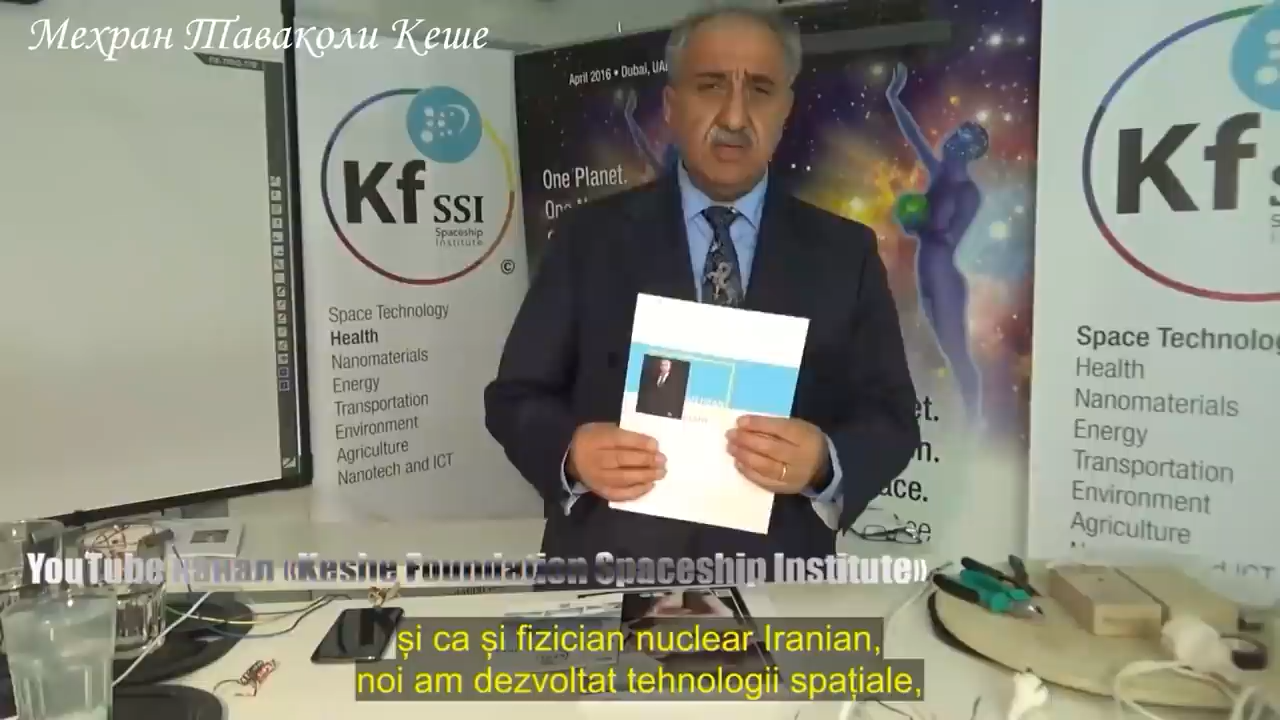 Мехран Таваколи Кеше
April 2016 • Dubai, UAE
One Planet.
One
Kf SSI
Spaceship
Institute
©
Space Technology
Health
Nanomaterials
Energy
Transportation
Environment
Agriculture
Nanotech and ICT
Kf
Space Technology
Health
Nanomaterials
Energy
Transportation
Environment
Agriculture
YouTube канал «Keshe Foundation Spaceship Institute»
și ca și fizician nuclear Iranian,
noi am dezvoltat tehnologii spațiale,